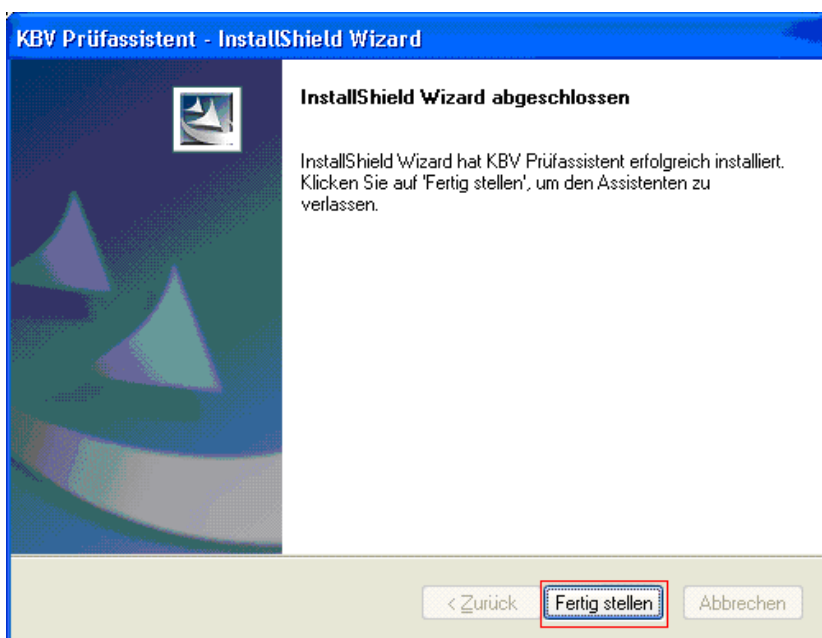 KBV Prüfassistent - InstallShield Wizard
InstallShield Wizard abgeschlossen
InstallShield Wizard hat KBV Prüfassistent erfolgreich installiert.
Klicken Sie auf 'Fertig stellen', um den Assistenten zu
verlassen.
< Zurück
Fertig stellen
Abbrechen